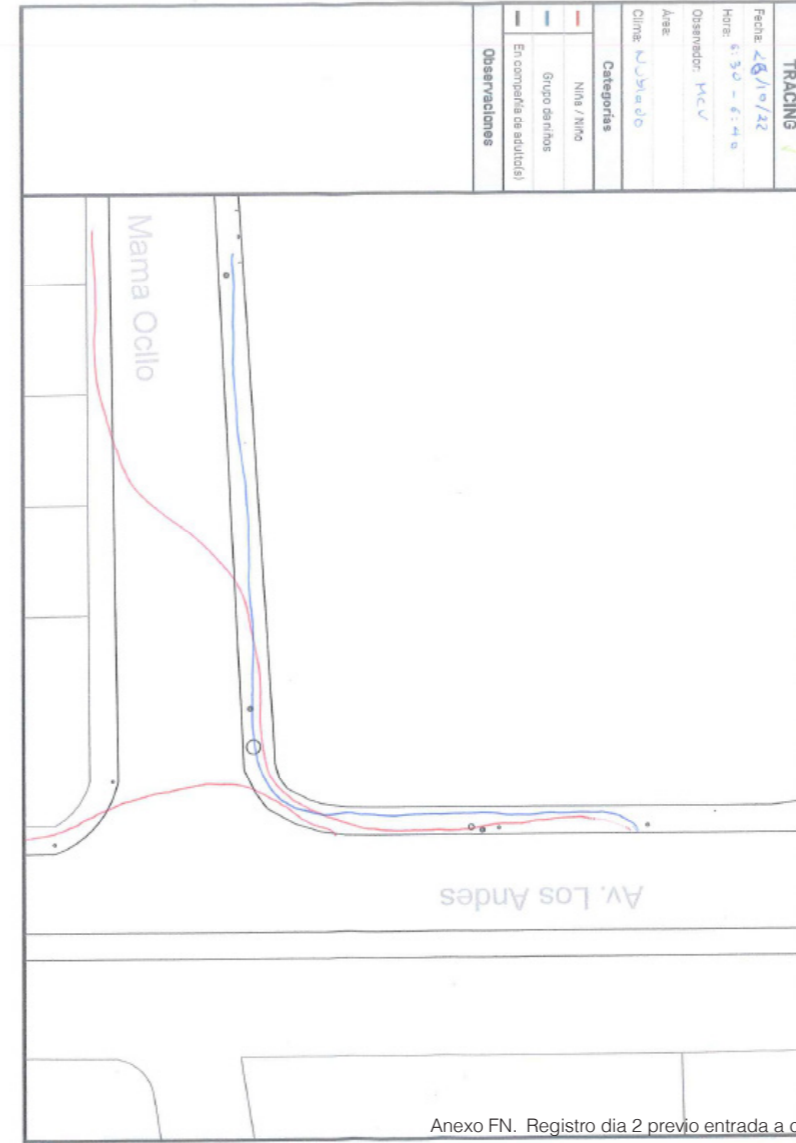 TRACING
Fecha: 28/10/22
Hora: 6:30 - 6:40
Observador: MCV
Área:
Clima: Nublado
Categorías
Niña / Niño
Grupo de niños
En compañía de adulto(s)
Observaciones
Mama Ocllo
Av. Los Andes
Anexo FN. Registro dia 2 previo entrada a c